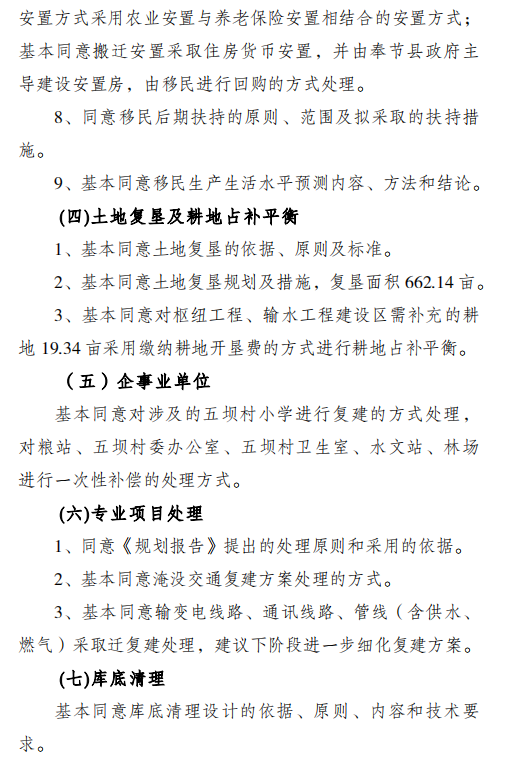 安置方式采用农业安置与养老保险安置相结合的安置方式；
基本同意搬迁安置采取住房货币安置，并由奉节县政府主
导建设安置房，由移民进行回购的方式处理。
8、同意移民后期扶持的原则、范围及拟采取的扶持措
施。
9、基本同意移民生产生活水平预测内容、方法和结论。
(四)土地复垦及耕地占补平衡
1、基本同意土地复垦的依据、原则及标准。
2、基本同意土地复垦规划及措施，复垦面积 662.14 亩。
3、基本同意对枢纽工程、输水工程建设区需补充的耕
地 19.34 亩采用缴纳耕地开垦费的方式进行耕地占补平衡。
（五）企事业单位
基本同意对涉及的五坝村小学进行复建的方式处理，
对粮站、五坝村委办公室、五坝村卫生室、水文站、林场
进行一次性补偿的处理方式。
(六)专业项目处理
1、同意《规划报告》提出的处理原则和采用的依据。
2、基本同意淹没交通复建方案处理的方式。
3、基本同意输变电线路、通讯线路、管线（含供水、
燃气）采取迁复建处理，建议下阶段进一步细化复建方案。
(七)库底清理
基本同意库底清理设计的依据、原则、内容和技术要
求。